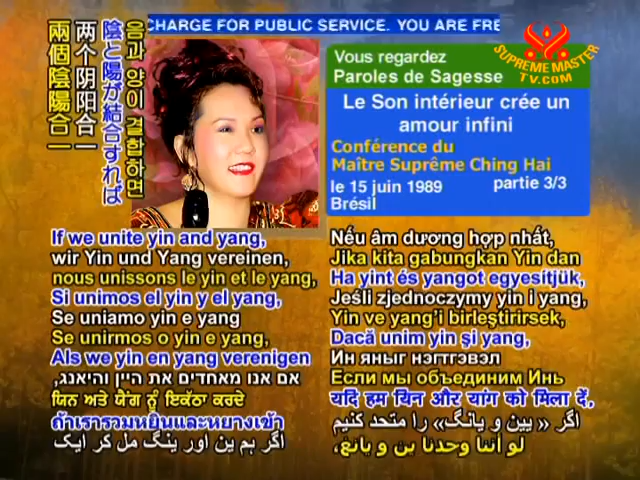 CHARGE FOR PUBLIC SERVICE. YOU ARE FRE
SUPREME MASTER
TV.COM
兩個陰陽合一
两个阴阳合一
陰と陽が結合すれば
음과 양이 결합하면
Vous regardez
Paroles de Sagesse
Le Son intérieur crée un
amour infini
Conférence du
Maître Suprême Ching Hai
le 15 juin 1989
partie 3/3
Brésil
If we unite yin and yang,
wir Yin und Yang vereinen,
nous unissons le yin et le yang,
Si unimos el yin y el yang,
Se uniamo yin e yang
Se unirmos o yin e yang,
Als we yin en yang verenigen
אם אנו מאחדים את היין והיאנג,
ਯਿਨ ਅਤੇ ਯੈਂਗ ਨੂੰ ਇਕੱਠਾ ਕਰਦੇ
ถ้าเรารวมหยินและหยางเข้า
اگر ہم ین اور ینگ مل کر ایک
Nếu âm dương hợp nhất,
Jika kita gabungkan Yin dan
Ha yint és yangot egyesítjük,
Jeśli zjednoczymy yin i yang,
Yin ve yang'i birleştirirsek,
Dacă unim yin şi yang,
Ин яныг нэгтгэвэл
Если мы объединим Инь
यदि हम यिन और यांग को मिला दें,
اگر « یین و یانگ» را متحد کنیم
لو أننا وحدنا ين و يانغ،